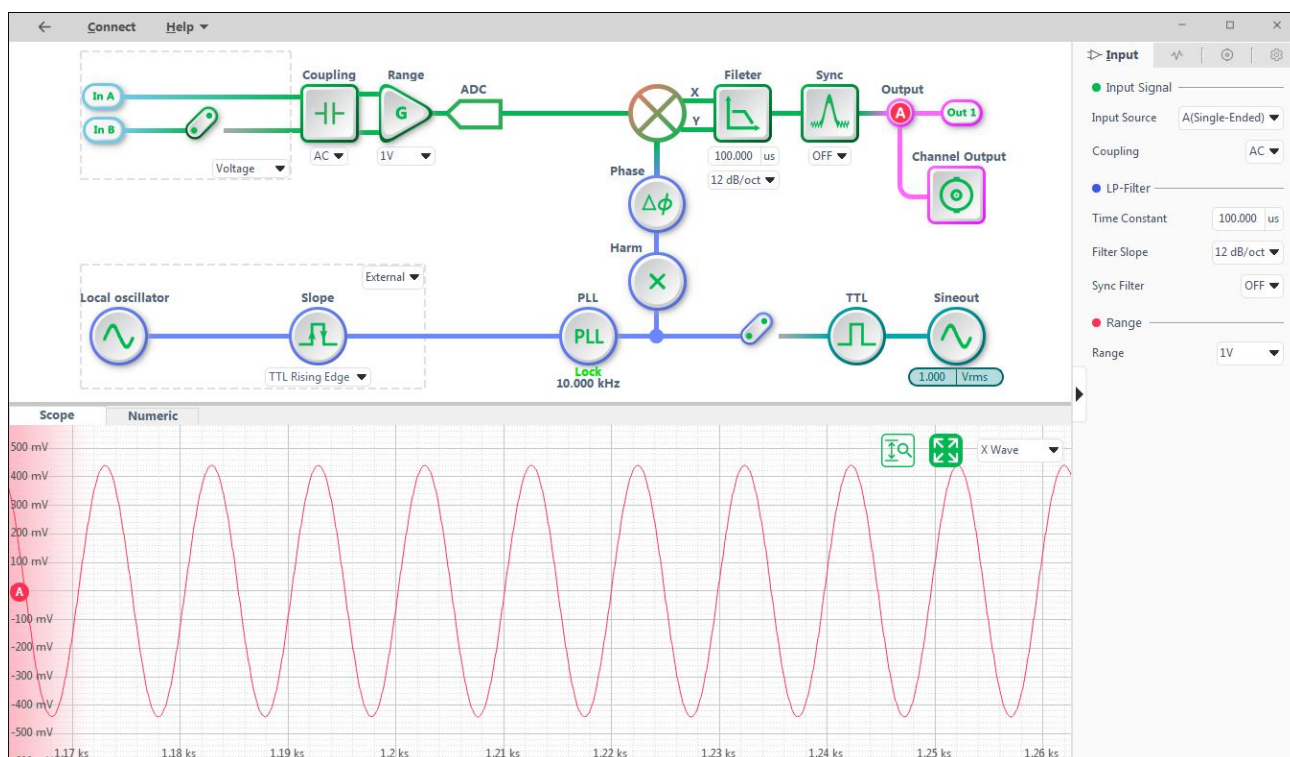 Connect Help
Input
Coupling Range ADC Fileter Sync Output
In A
In B
G
X
Y
A
Out 1
AC
1V
100.000 us
OFF
12 dB/oct
Voltage
Channel Output
Phase
Δϕ
Harm
External
Local oscillator Slope PLL TTL Sineout
PLL
TTL Rising Edge
Lock
10.000 kHz
1.000 Vrms
Input Signal
Input Source A(Single-Ended)
Coupling AC
LP-Filter
Time Constant 100.000 us
Filter Slope 12 dB/oct
Sync Filter OFF
Range
Range 1V
Scope Numeric
X Wave
500 mV
400 mV
300 mV
200 mV
100 mV
A
-100 mV
-200 mV
-300 mV
-400 mV
-500 mV
1.17 ks 1.18 ks 1.19 ks 1.2 ks 1.21 ks 1.22 ks 1.23 ks 1.24 ks 1.25 ks 1.26 ks